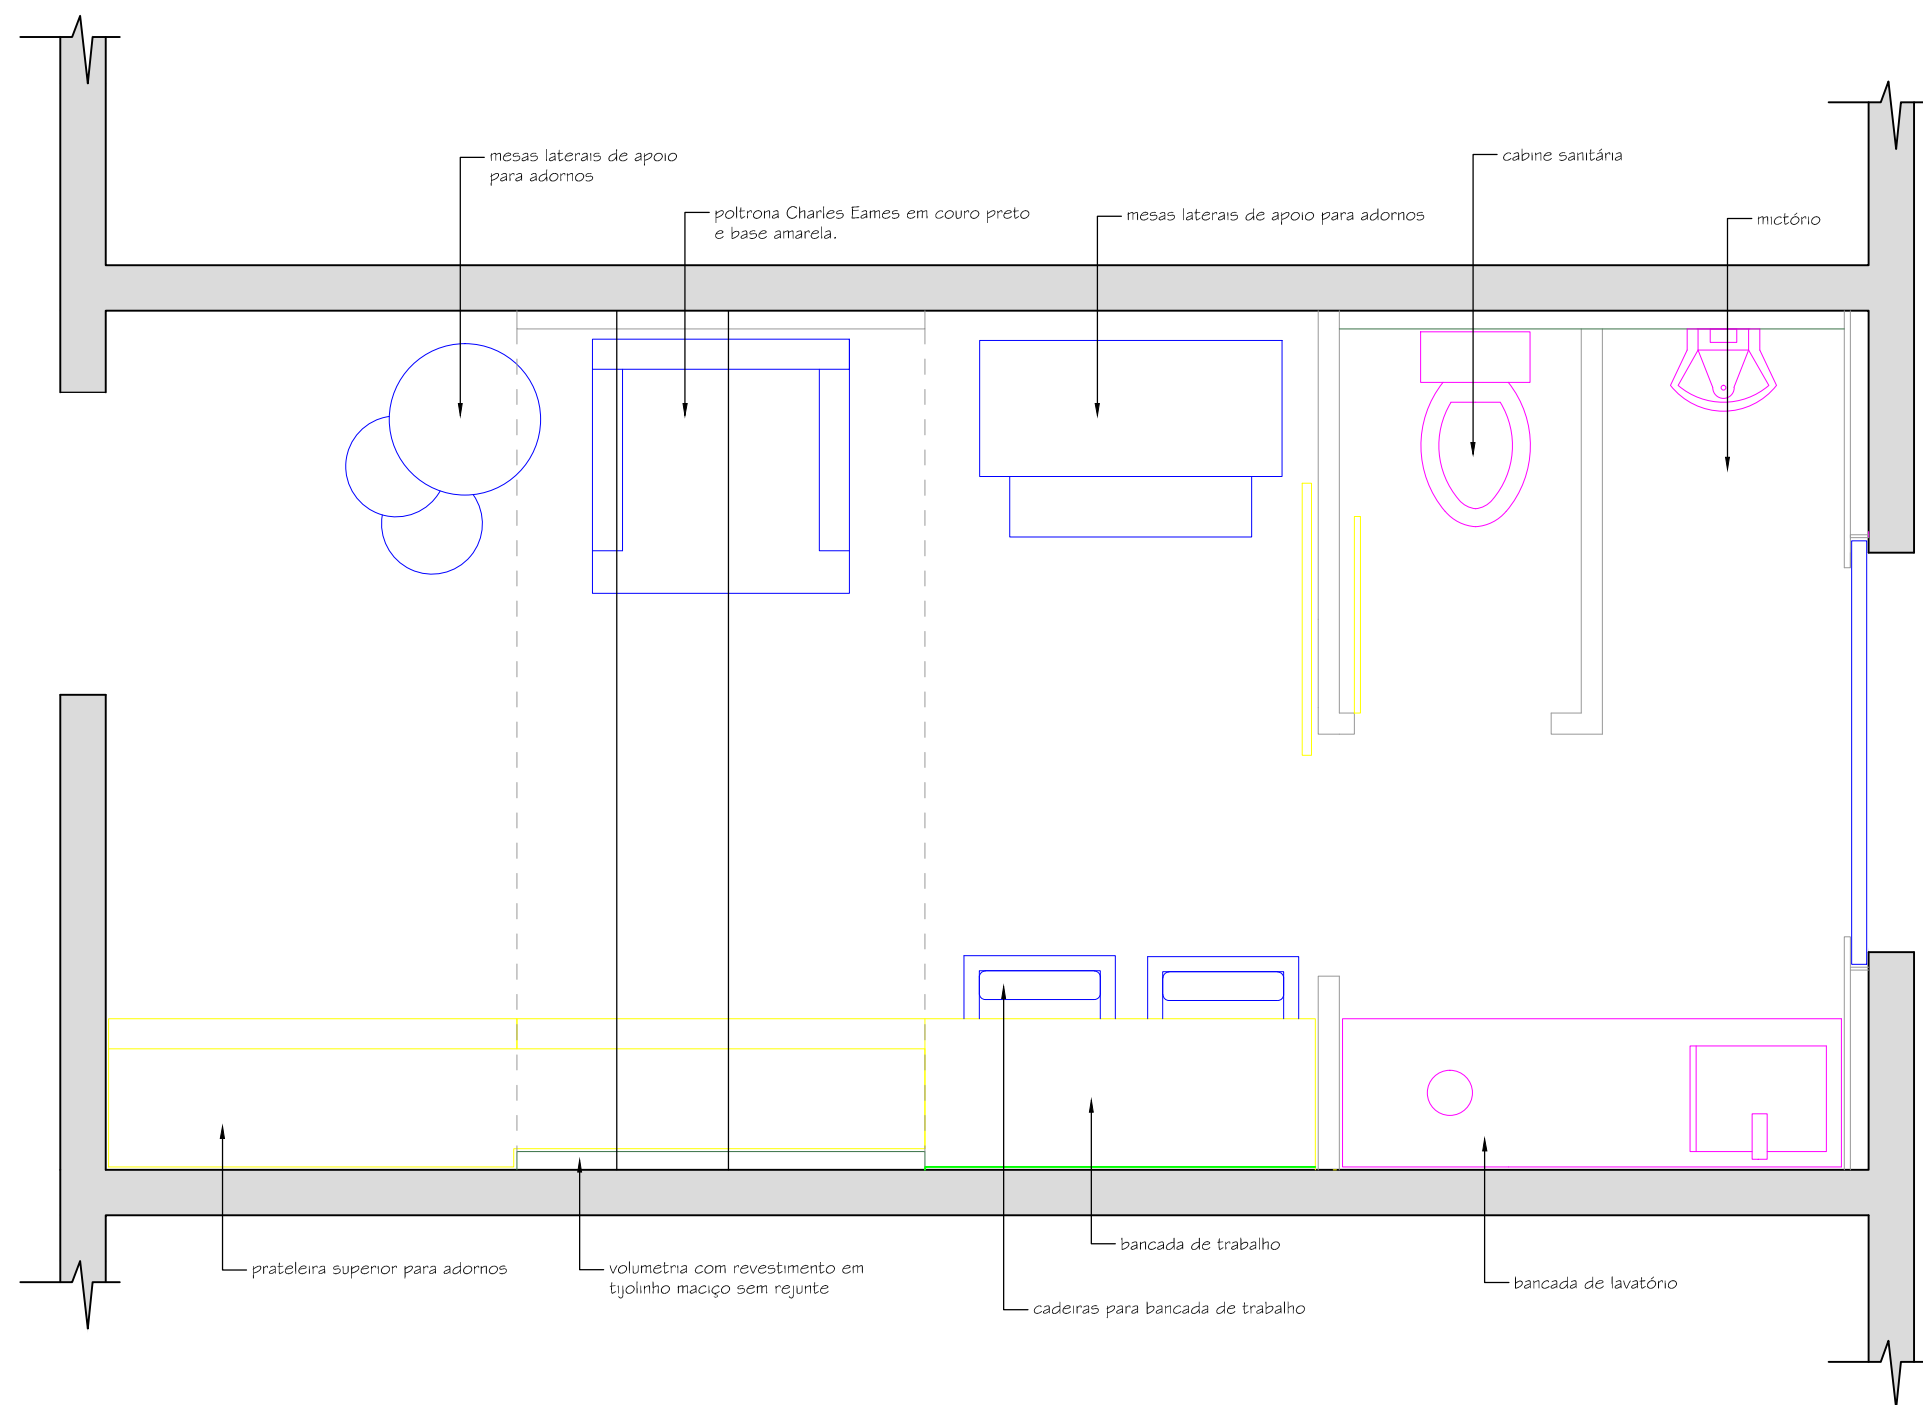 mesas laterais de apoio
para adornos
poltrona Charles Eames em couro preto
e base amarela.
mesas laterais de apoio para adornos
cabine sanitária
mictório
prateleira superior para adornos
volumetria com revestimento em
tijolinho maciço sem rejunte
cadeiras para bancada de trabalho
bancada de trabalho
bancada de lavatório